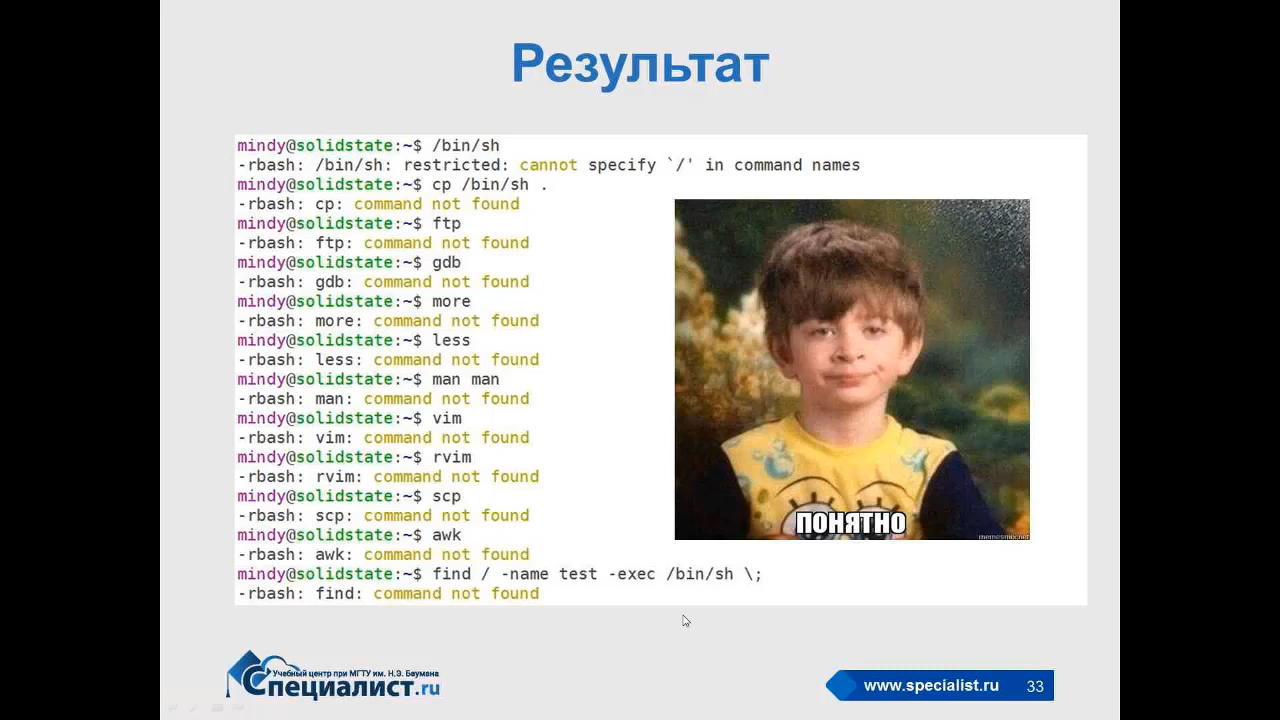 Результат
mindy@solidstate:~$ /bin/sh
-rbash: /bin/sh: restricted: cannot specify `/' in command names
mindy@solidstate:~$ cp /bin/sh .
-rbash: cp: command not found
mindy@solidstate:~$ ftp
-rbash: ftp: command not found
mindy@solidstate:~$ gdb
-rbash: gdb: command not found
mindy@solidstate:~$ more
-rbash: more: command not found
mindy@solidstate:~$ less
-rbash: less: command not found
mindy@solidstate:~$ man man
-rbash: man: command not found
mindy@solidstate:~$ vim
-rbash: vim: command not found
mindy@solidstate:~$ rvim
-rbash: rvim: command not found
mindy@solidstate:~$ scp
-rbash: scp: command not found
mindy@solidstate:~$ awk
-rbash: awk: command not found
mindy@solidstate:~$ find / -name test -exec /bin/sh \;
-rbash: find: command not found
ПОНЯТНО
memesmix.net
Учебный центр при МГТУ им. Н.Э. Баумана
Специалист.ru
www.specialist.ru 33